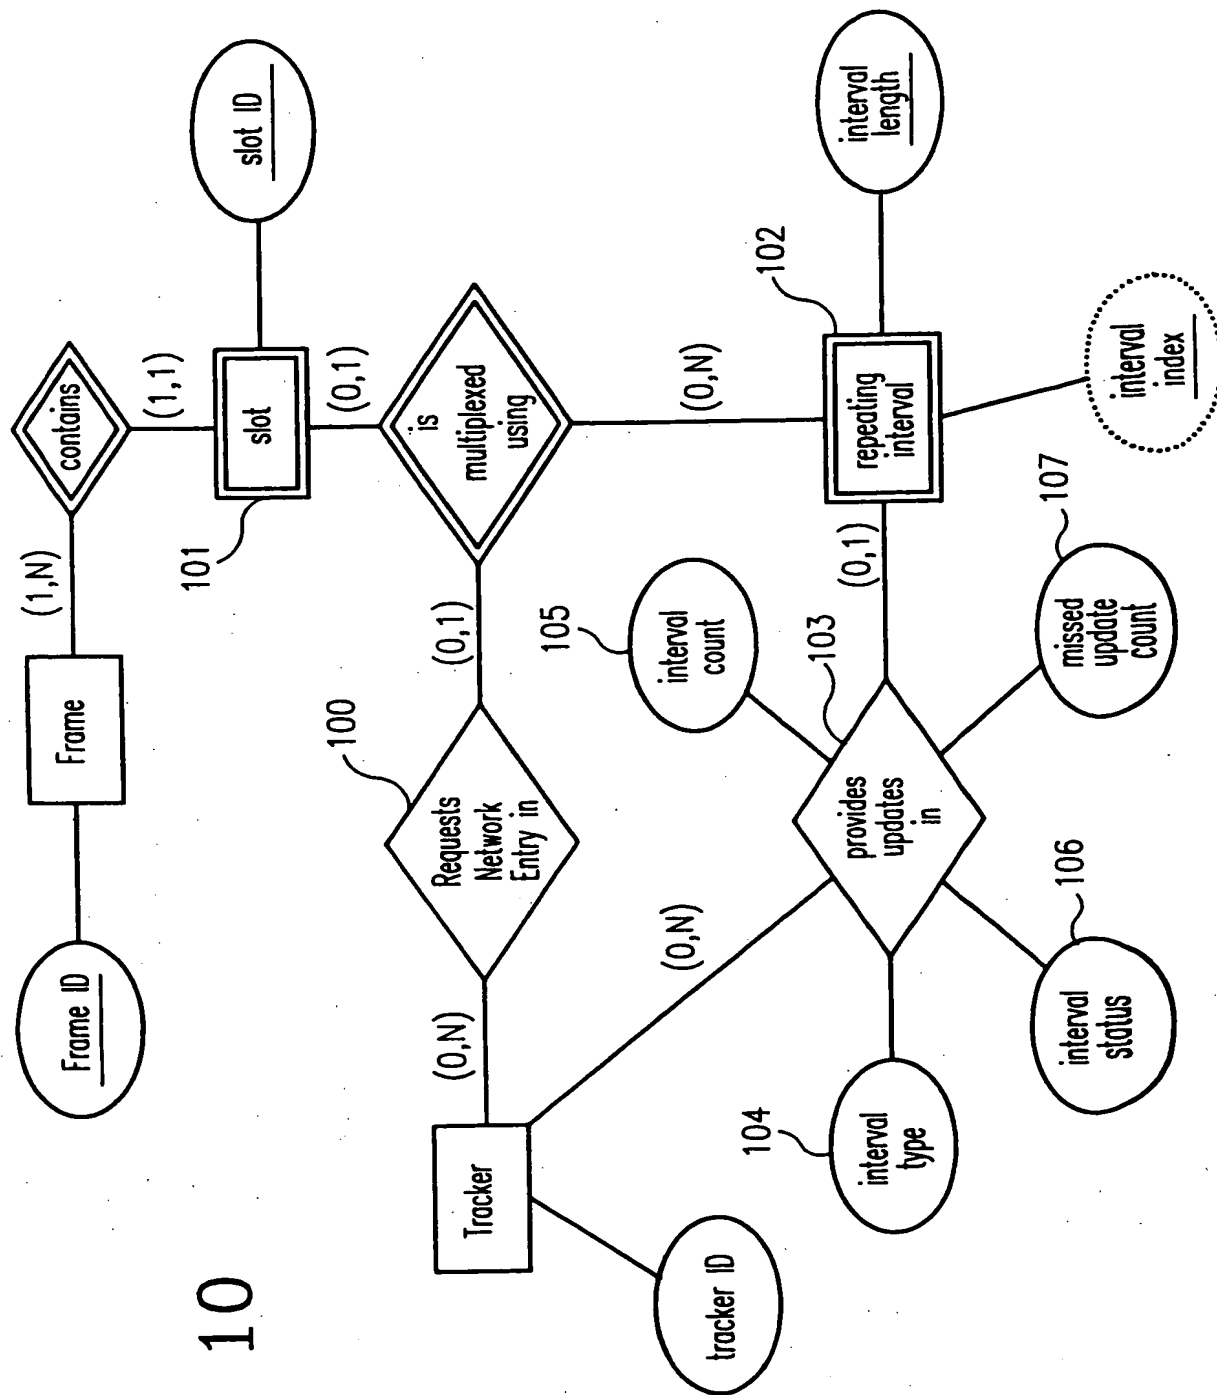 10
Frame ID
Frame
(1,N)
contains
(1,1)
slot
101
slot ID
(0,1)
is
multiplexed
using
(0,1)
100
Requests
Network
Entry in
(0,N)
Tracker
tracker ID
(0,N)
(0,N)
102
repeating
interval
interval
length
interval
index
(0,1)
103
provides
updates
in
105
interval
count
107
missed
update
count
106
interval
status
104
interval
type